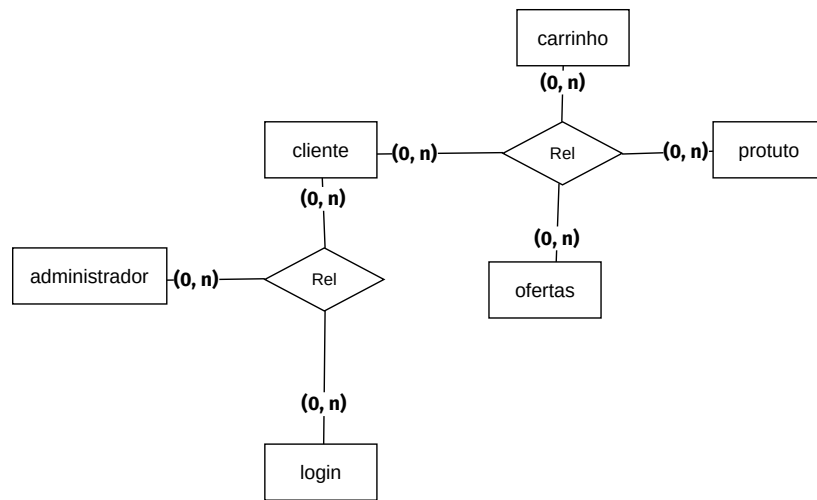 carrinho
(0, n)
cliente
(0, n)
Rel
(0, n)
protuto
(0, n)
(0, n)
ofertas
administrador
(0, n)
Rel
(0, n)
login